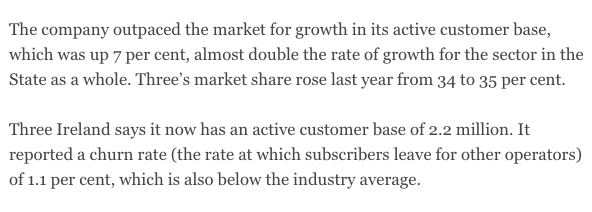 The company outpaced the market for growth in its active customer base,
which was up 7 per cent, almost double the rate of growth for the sector in the
State as a whole. Three’s market share rose last year from 34 to 35 per cent.
Three Ireland says it now has an active customer base of 2.2 million. It
reported a churn rate (the rate at which subscribers leave for other operators)
of 1.1 per cent, which is also below the industry average.